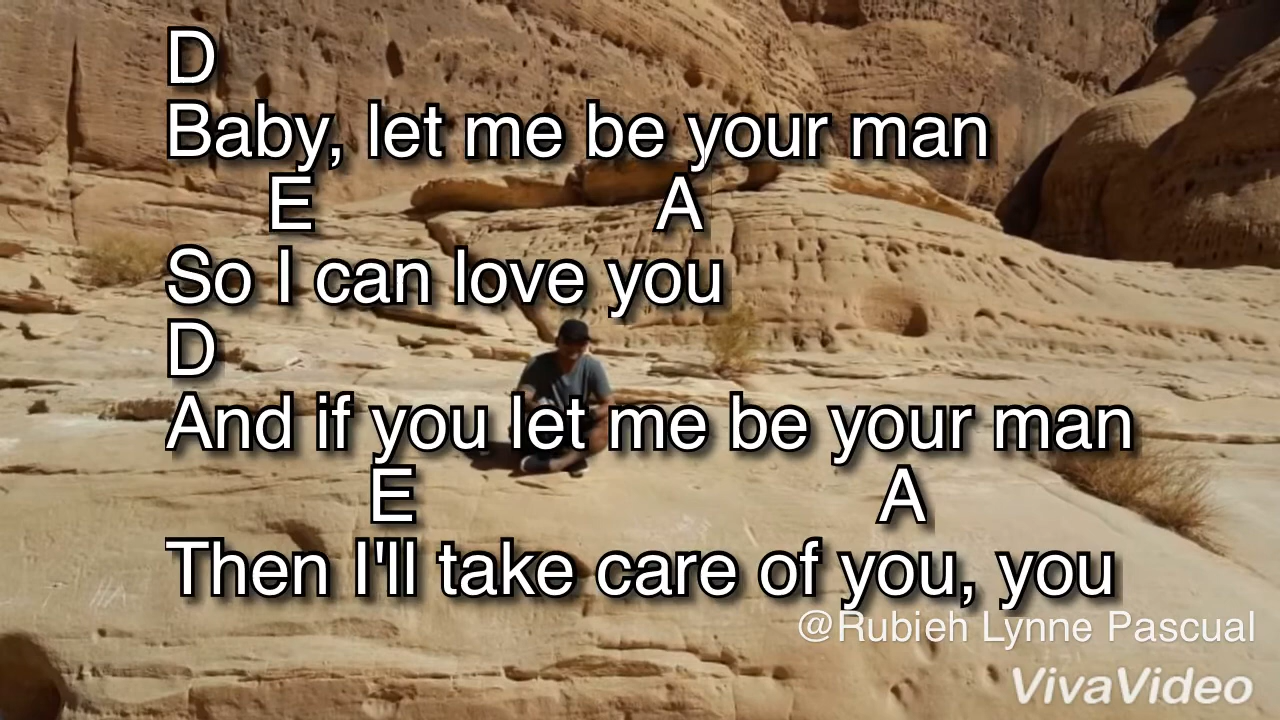 D
Baby, let me be your man
E A
So I can love you
D
And if you let me be your man
E A
Then I'll take care of you, you
@Rubieh Lynne Pascual
VivaVideo